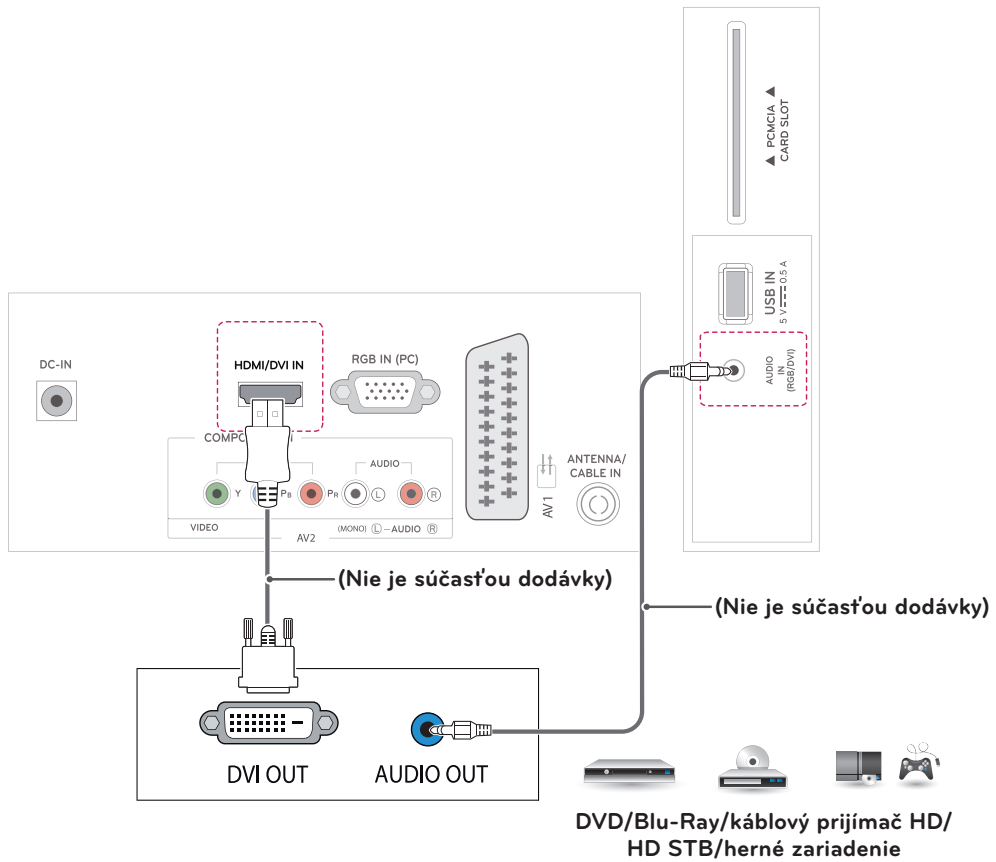 ▲ PCMCIA ▲
CARD SLOT
USB IN
5 V 0.5 A
AUDIO
IN
(RGB/DVI)
DC-IN
HDMI/DVI IN
RGB IN (PC)
AUDIO
Y
PB
PR
L
R
VIDEO
AV2
(MONO) L AUDIO R
AV1
ANTENNA/
CABLE IN
(Nie je súčasťou dodávky)
(Nie je súčasťou dodávky)
DVI OUT
AUDIO OUT
DVD/Blu-Ray/káblový prijímač HD/
HD STB/herné zariadenie